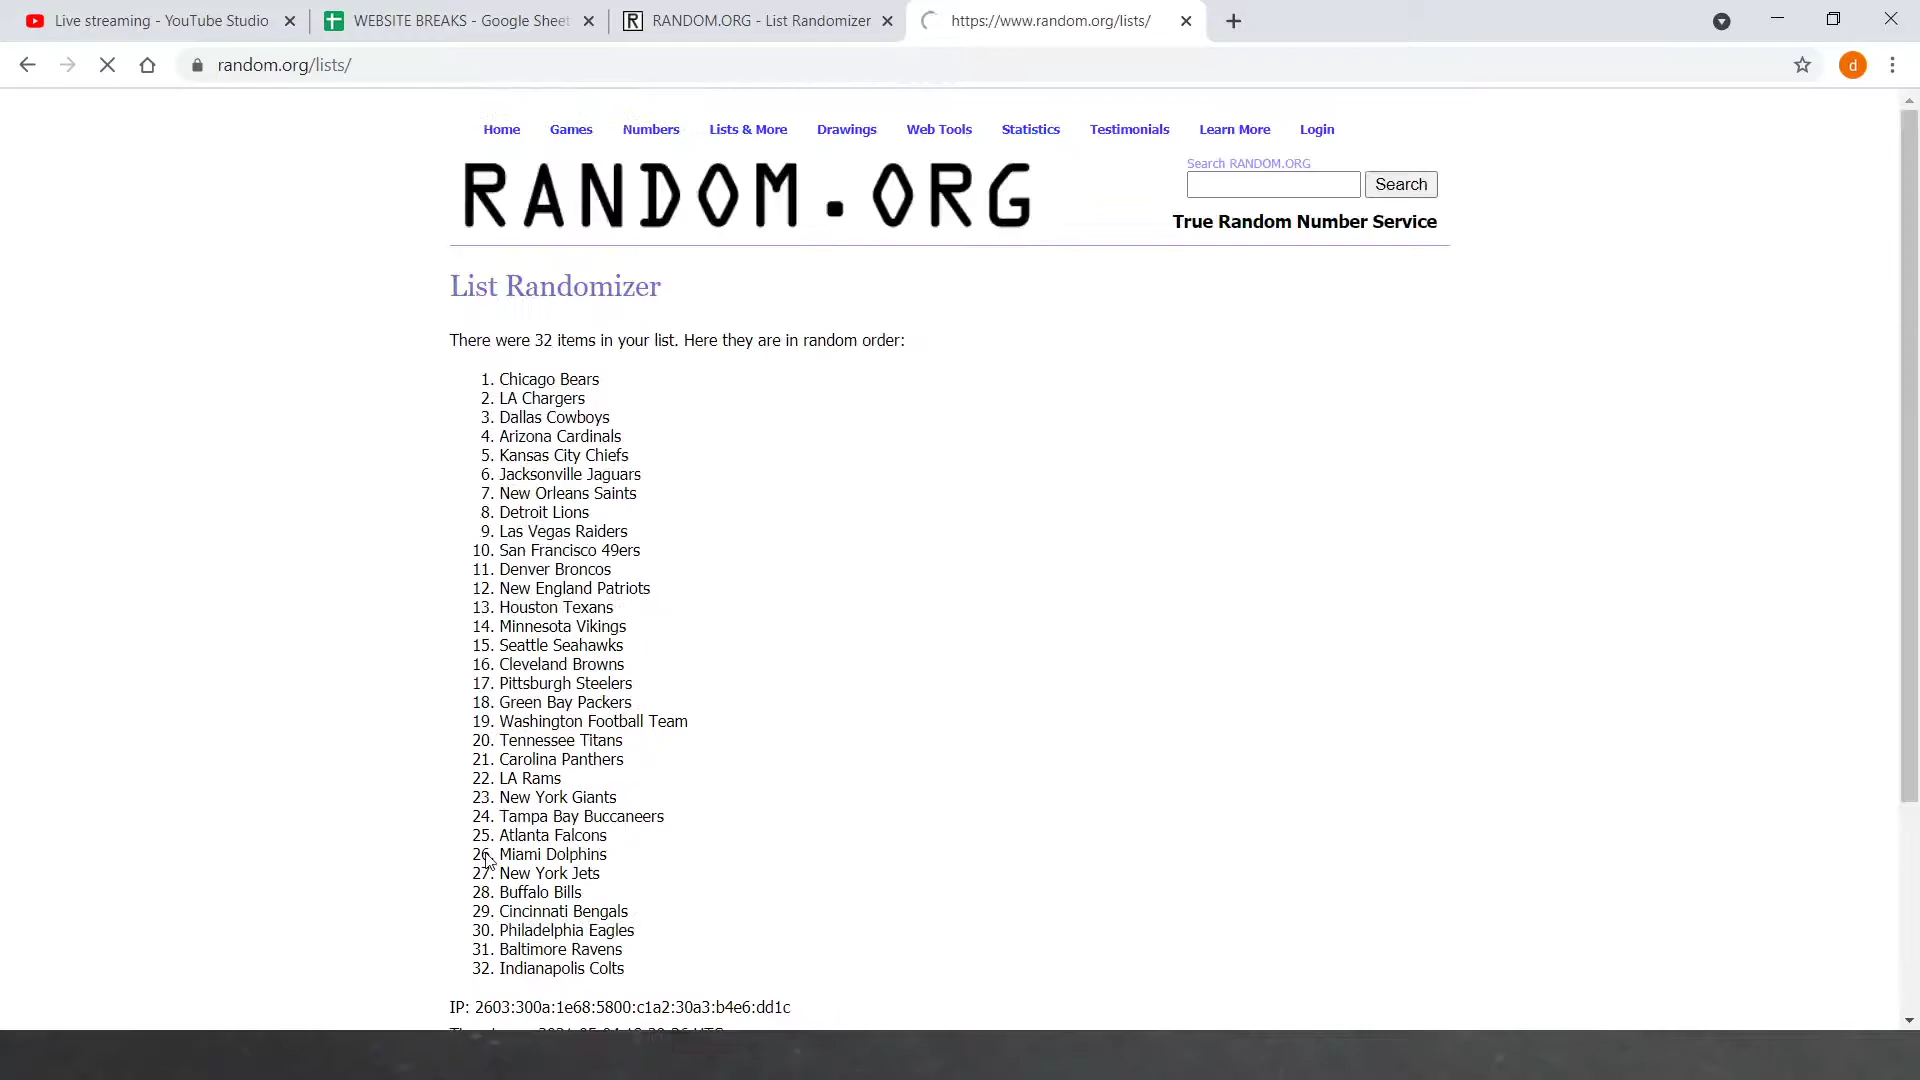 Live streaming - YouTube Studio
WEBSITE BREAKS - Google Sheet
RANDOM.ORG - List Randomizer
https://www.random.org/lists/
random.org/lists/
d
Home Games Numbers Lists & More Drawings Web Tools Statistics Testimonials Learn More Login
RANDOM.ORG
Search RANDOM.ORG
Search
True Random Number Service
List Randomizer
There were 32 items in your list. Here they are in random order:
1. Chicago Bears
2. LA Chargers
3. Dallas Cowboys
4. Arizona Cardinals
5. Kansas City Chiefs
6. Jacksonville Jaguars
7. New Orleans Saints
8. Detroit Lions
9. Las Vegas Raiders
10. San Francisco 49ers
11. Denver Broncos
12. New England Patriots
13. Houston Texans
14. Minnesota Vikings
15. Seattle Seahawks
16. Cleveland Browns
17. Pittsburgh Steelers
18. Green Bay Packers
19. Washington Football Team
20. Tennessee Titans
21. Carolina Panthers
22. LA Rams
23. New York Giants
24. Tampa Bay Buccaneers
25. Atlanta Falcons
26. Miami Dolphins
27. New York Jets
28. Buffalo Bills
29. Cincinnati Bengals
30. Philadelphia Eagles
31. Baltimore Ravens
32. Indianapolis Colts
IP: 2603:300a:1e68:5800:c1a2:30a3:b4e6:dd1c